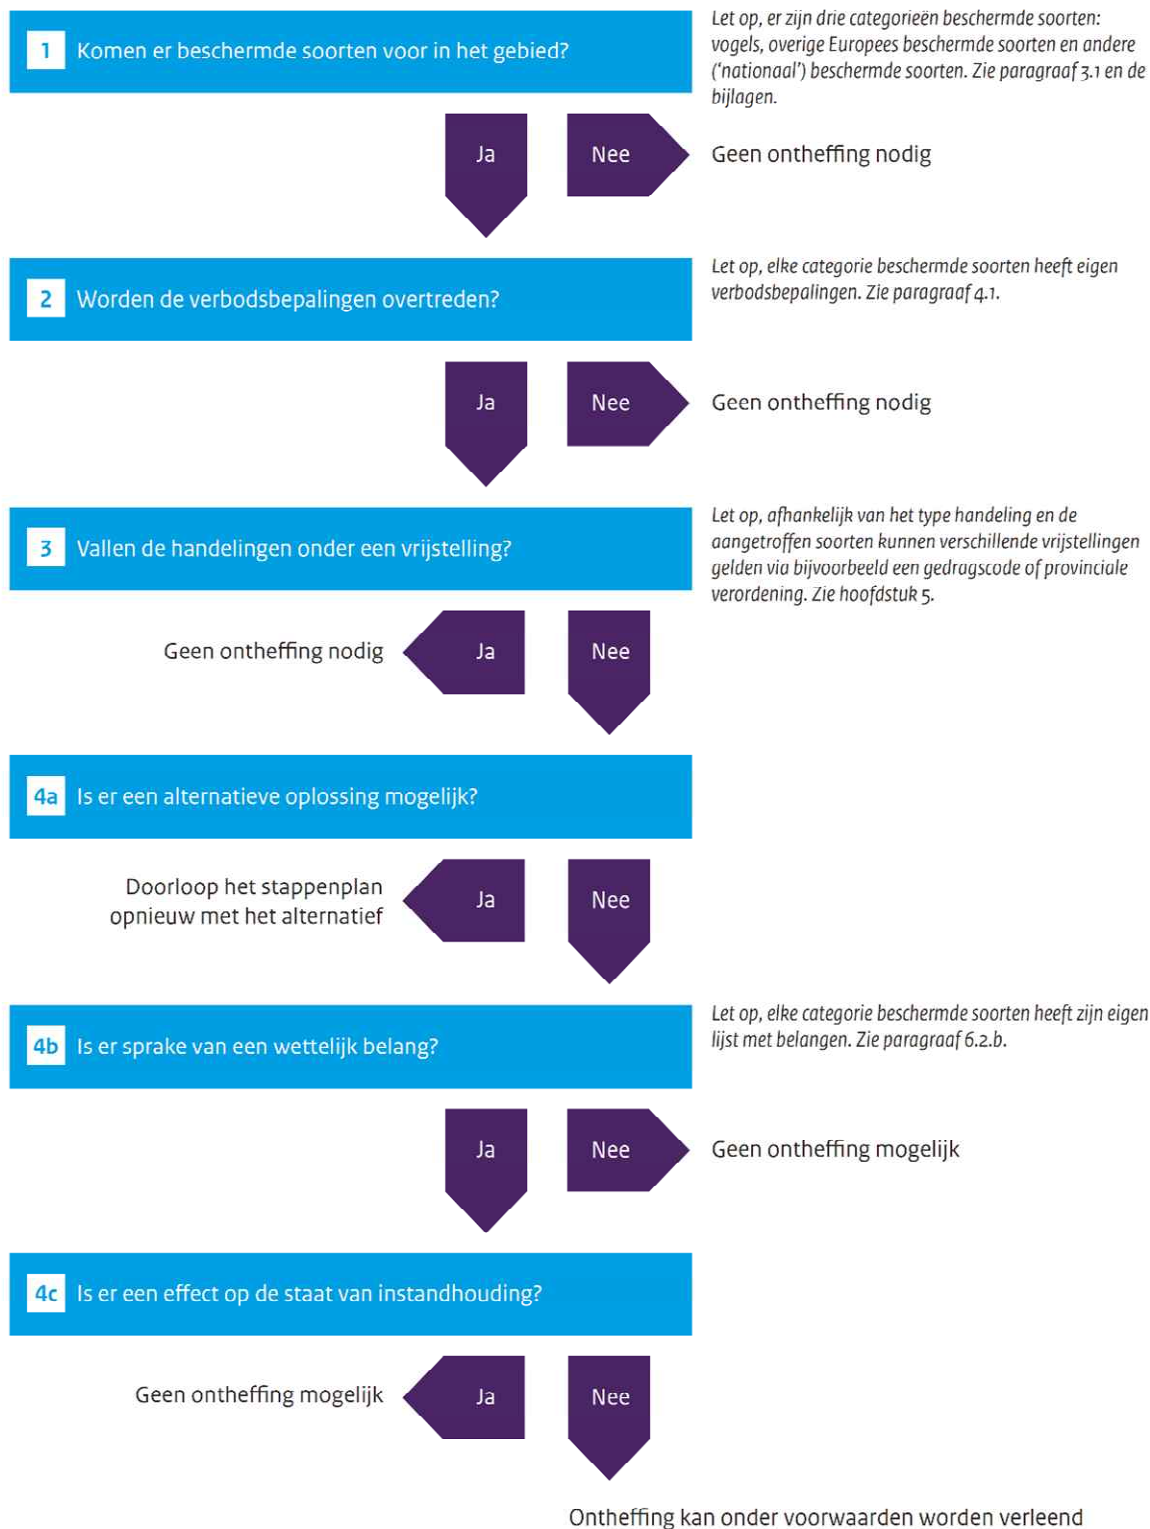 1 Komen er beschermde soorten voor in het gebied?
Let op, er zijn drie categorieën beschermde soorten:
vogels, overige Europees beschermde soorten en andere
(‘nationaal’) beschermde soorten. Zie paragraaf 3.1 en de
bijlagen.
Ja
Nee
Geen ontheffing nodig
2 Worden de verbodsbepalingen overtreden?
Let op, elke categorie beschermde soorten heeft eigen
verbodsbepalingen. Zie paragraaf 4.1.
Ja
Nee
Geen ontheffing nodig
3 Vallen de handelingen onder een vrijstelling?
Let op, afhankelijk van het type handeling en de
aangetroffen soorten kunnen verschillende vrijstellingen
gelden via bijvoorbeeld een gedragscode of provinciale
verordening. Zie hoofdstuk 5.
Geen ontheffing nodig
Ja
Nee
4a Is er een alternatieve oplossing mogelijk?
Doorloop het stappenplan
opnieuw met het alternatief
Ja
Nee
4b Is er sprake van een wettelijk belang?
Let op, elke categorie beschermde soorten heeft zijn eigen
lijst met belangen. Zie paragraaf 6.2.b.
Ja
Nee
Geen ontheffing mogelijk
4c Is er een effect op de staat van instandhouding?
Geen ontheffing mogelijk
Ja
Nee
Ontheffing kan onder voorwaarden worden verleend